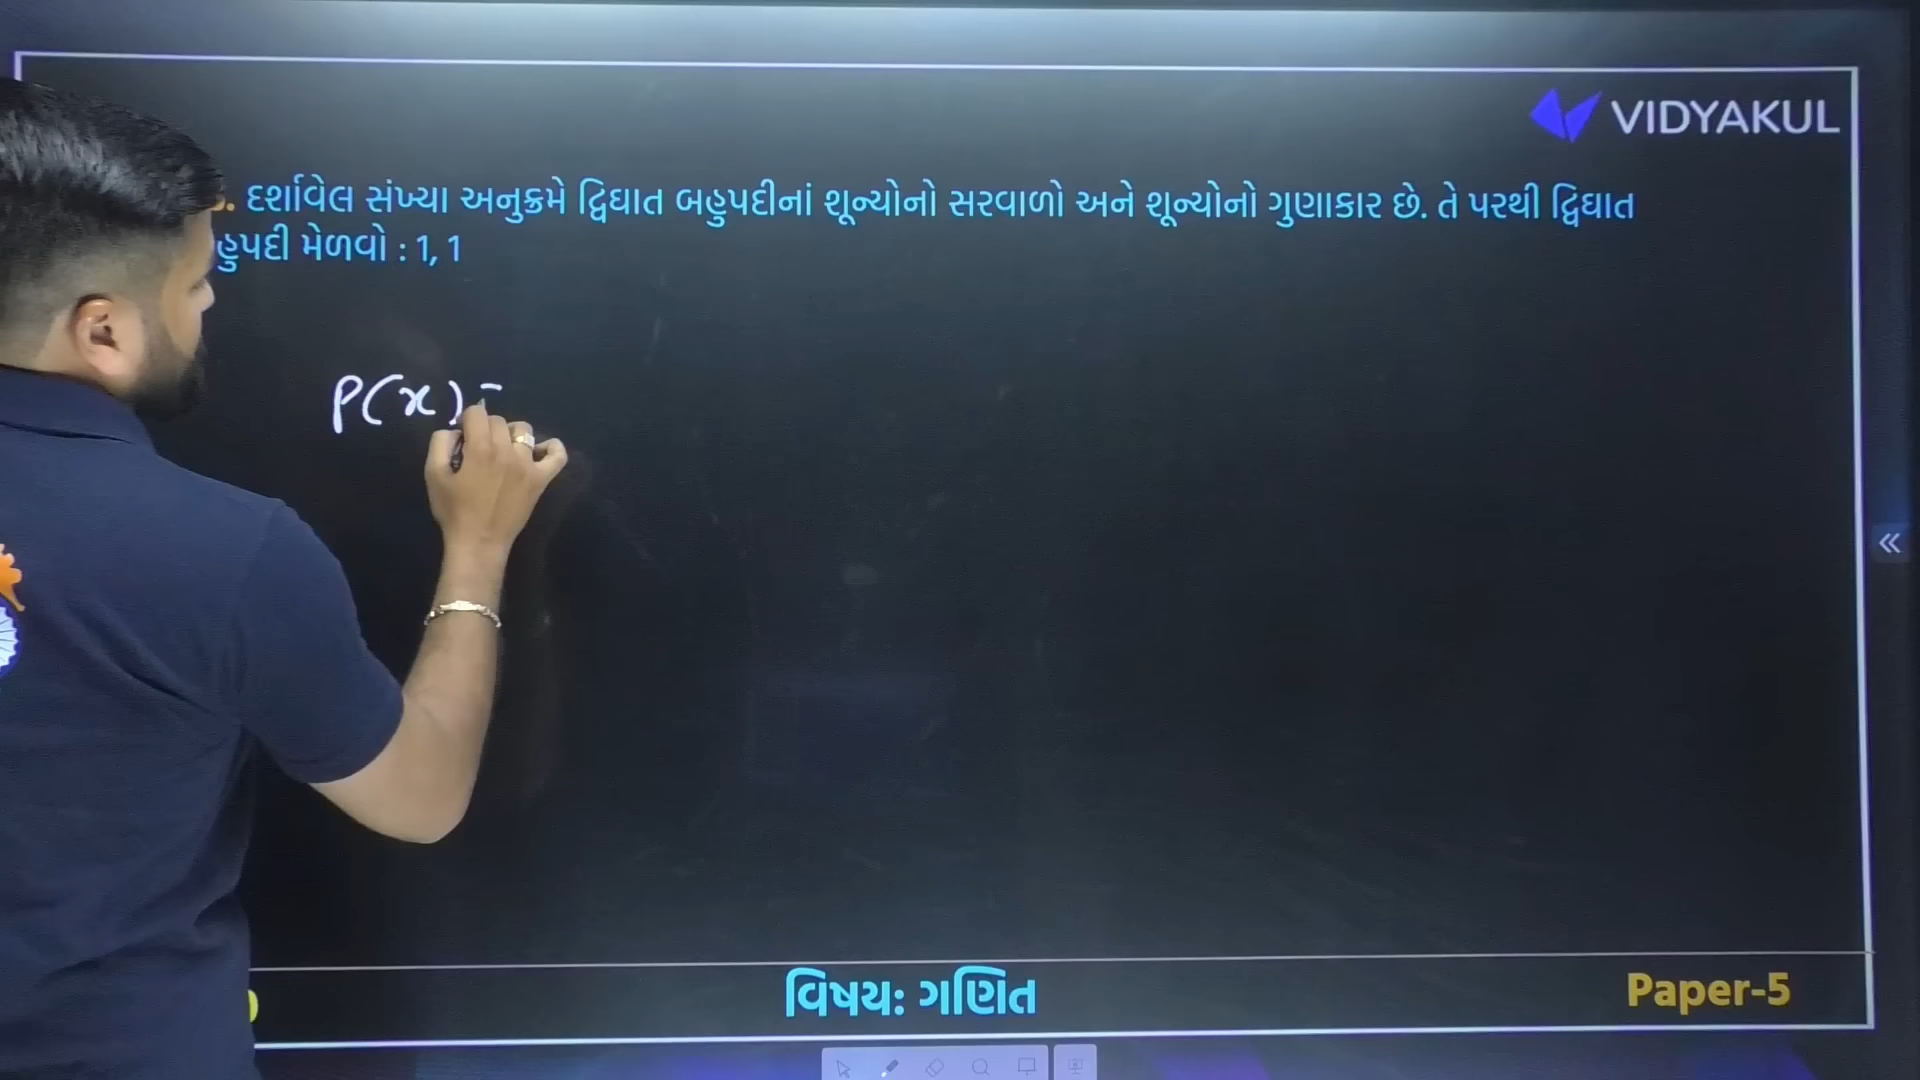 VIDYAKUL
. દર્શાવેલ સંખ્યા અનુક્રમે દ્વિઘાત બહુપદીનાં શૂન્યોનો સરવાળો અને શૂન્યોનો ગુણાકાર છે. તે પરથી દ્વિઘાત
હુપદી મેળવો : 1, 1
P(x) =
વિષય: ગણિત
Paper-5